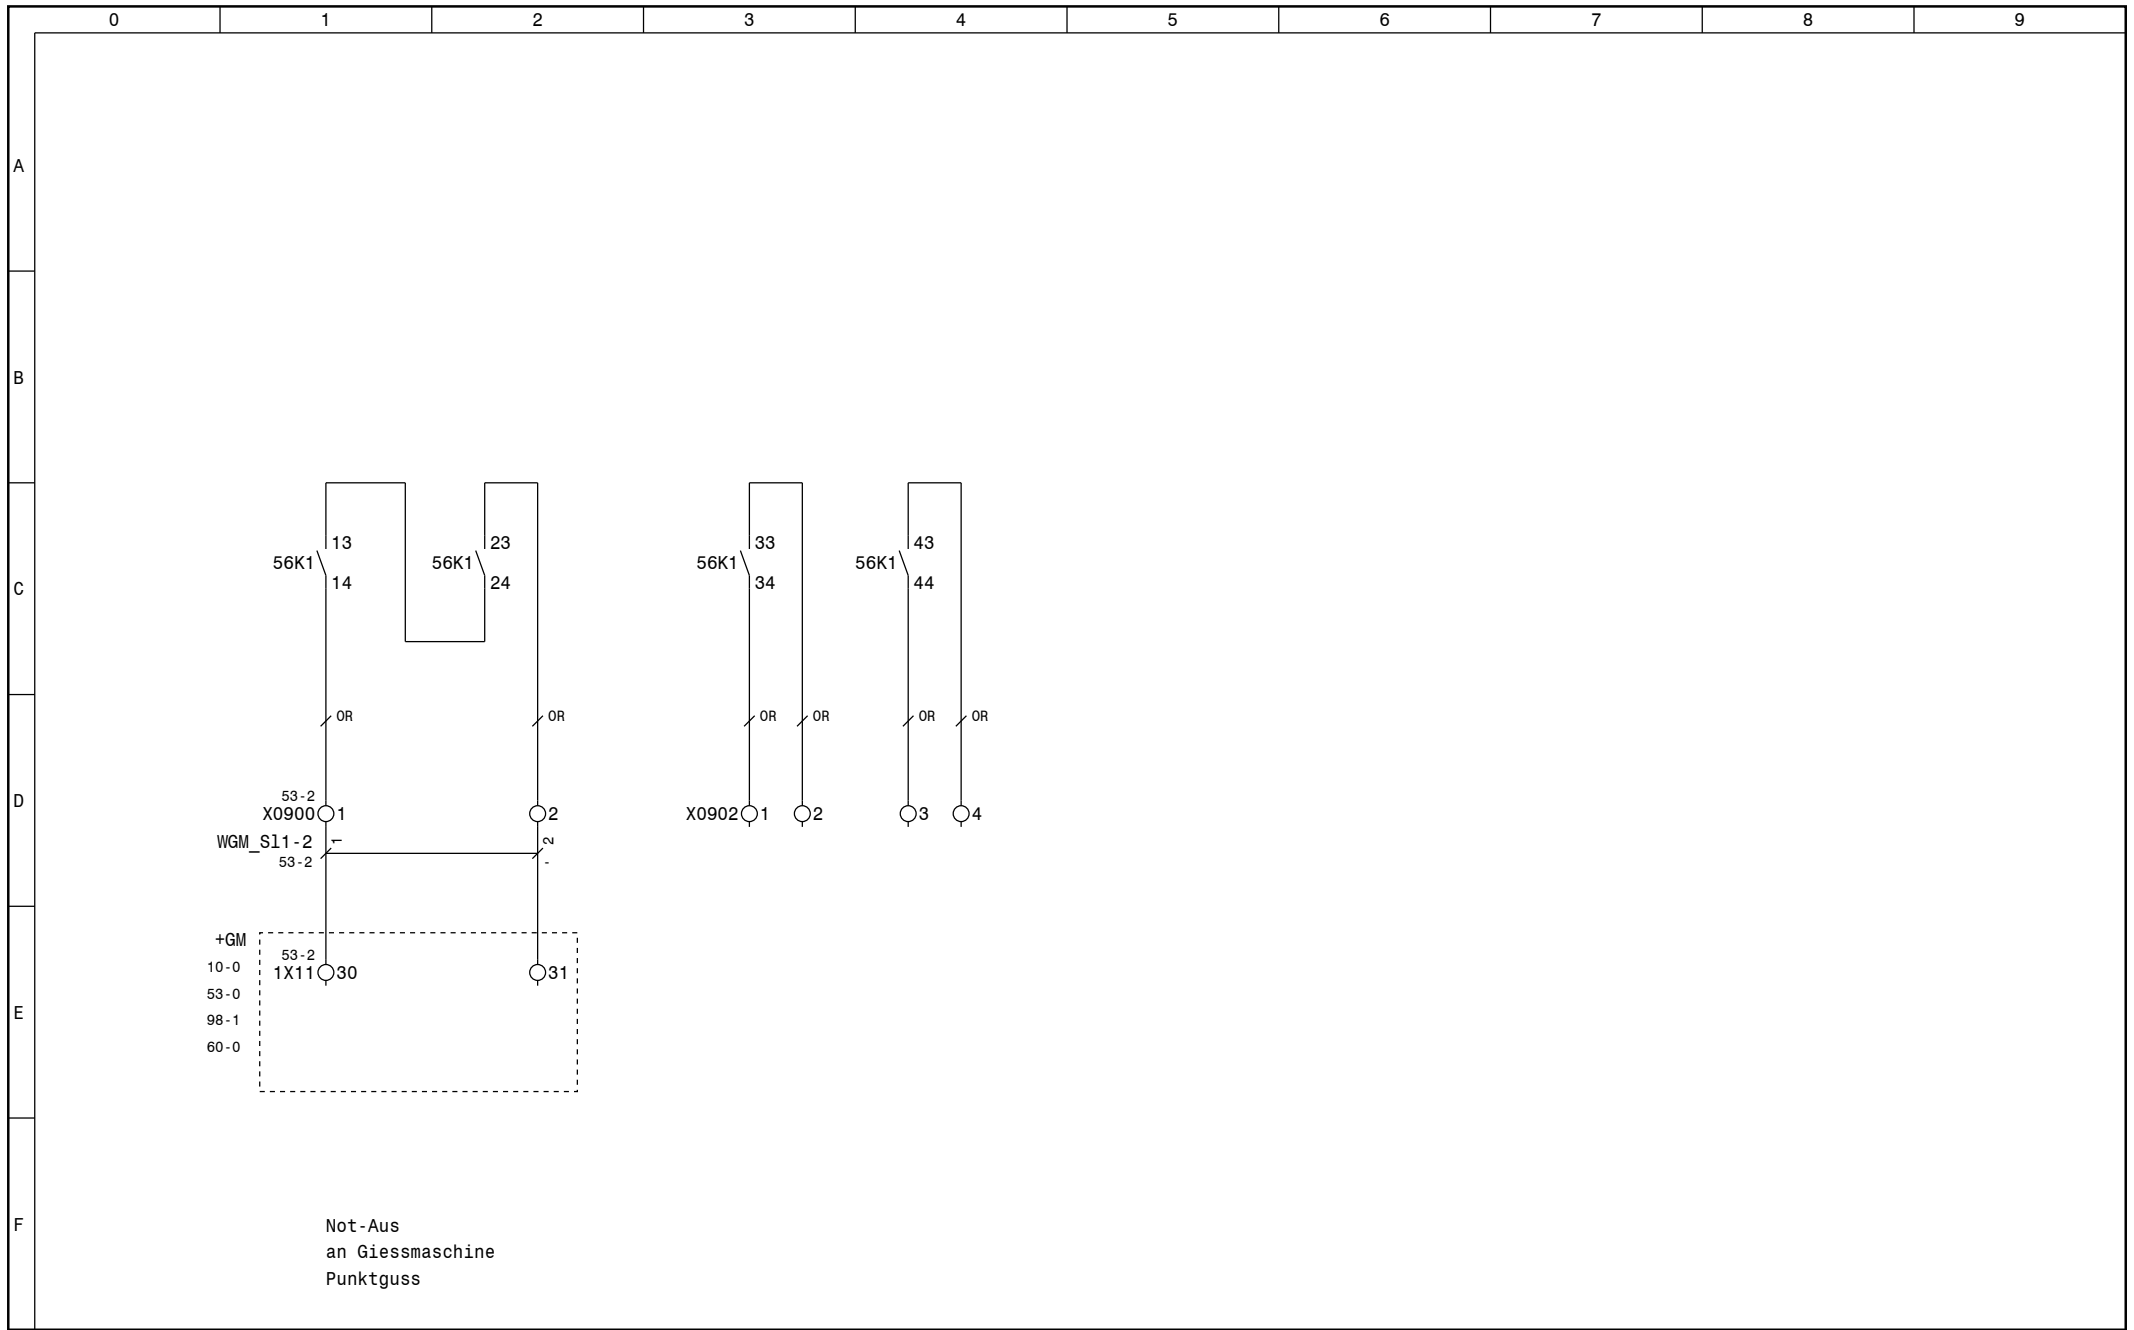 0 1 2 3 4 5 6 7 8 9
A
B
13 23 33 43
56K1 56K1 56K1 56K1
14 24 34 44
C
OR OR OR OR OR OR
53-2
D
X0900 1 2 X0902 1 2 3 4
WGM_Sl1-2 1 2
53-2 -
+GM
53-2
10-0
1X11 30 31
53-0
E
98-1
60-0
F
Not-Aus
an Giessmaschine
Punktguss